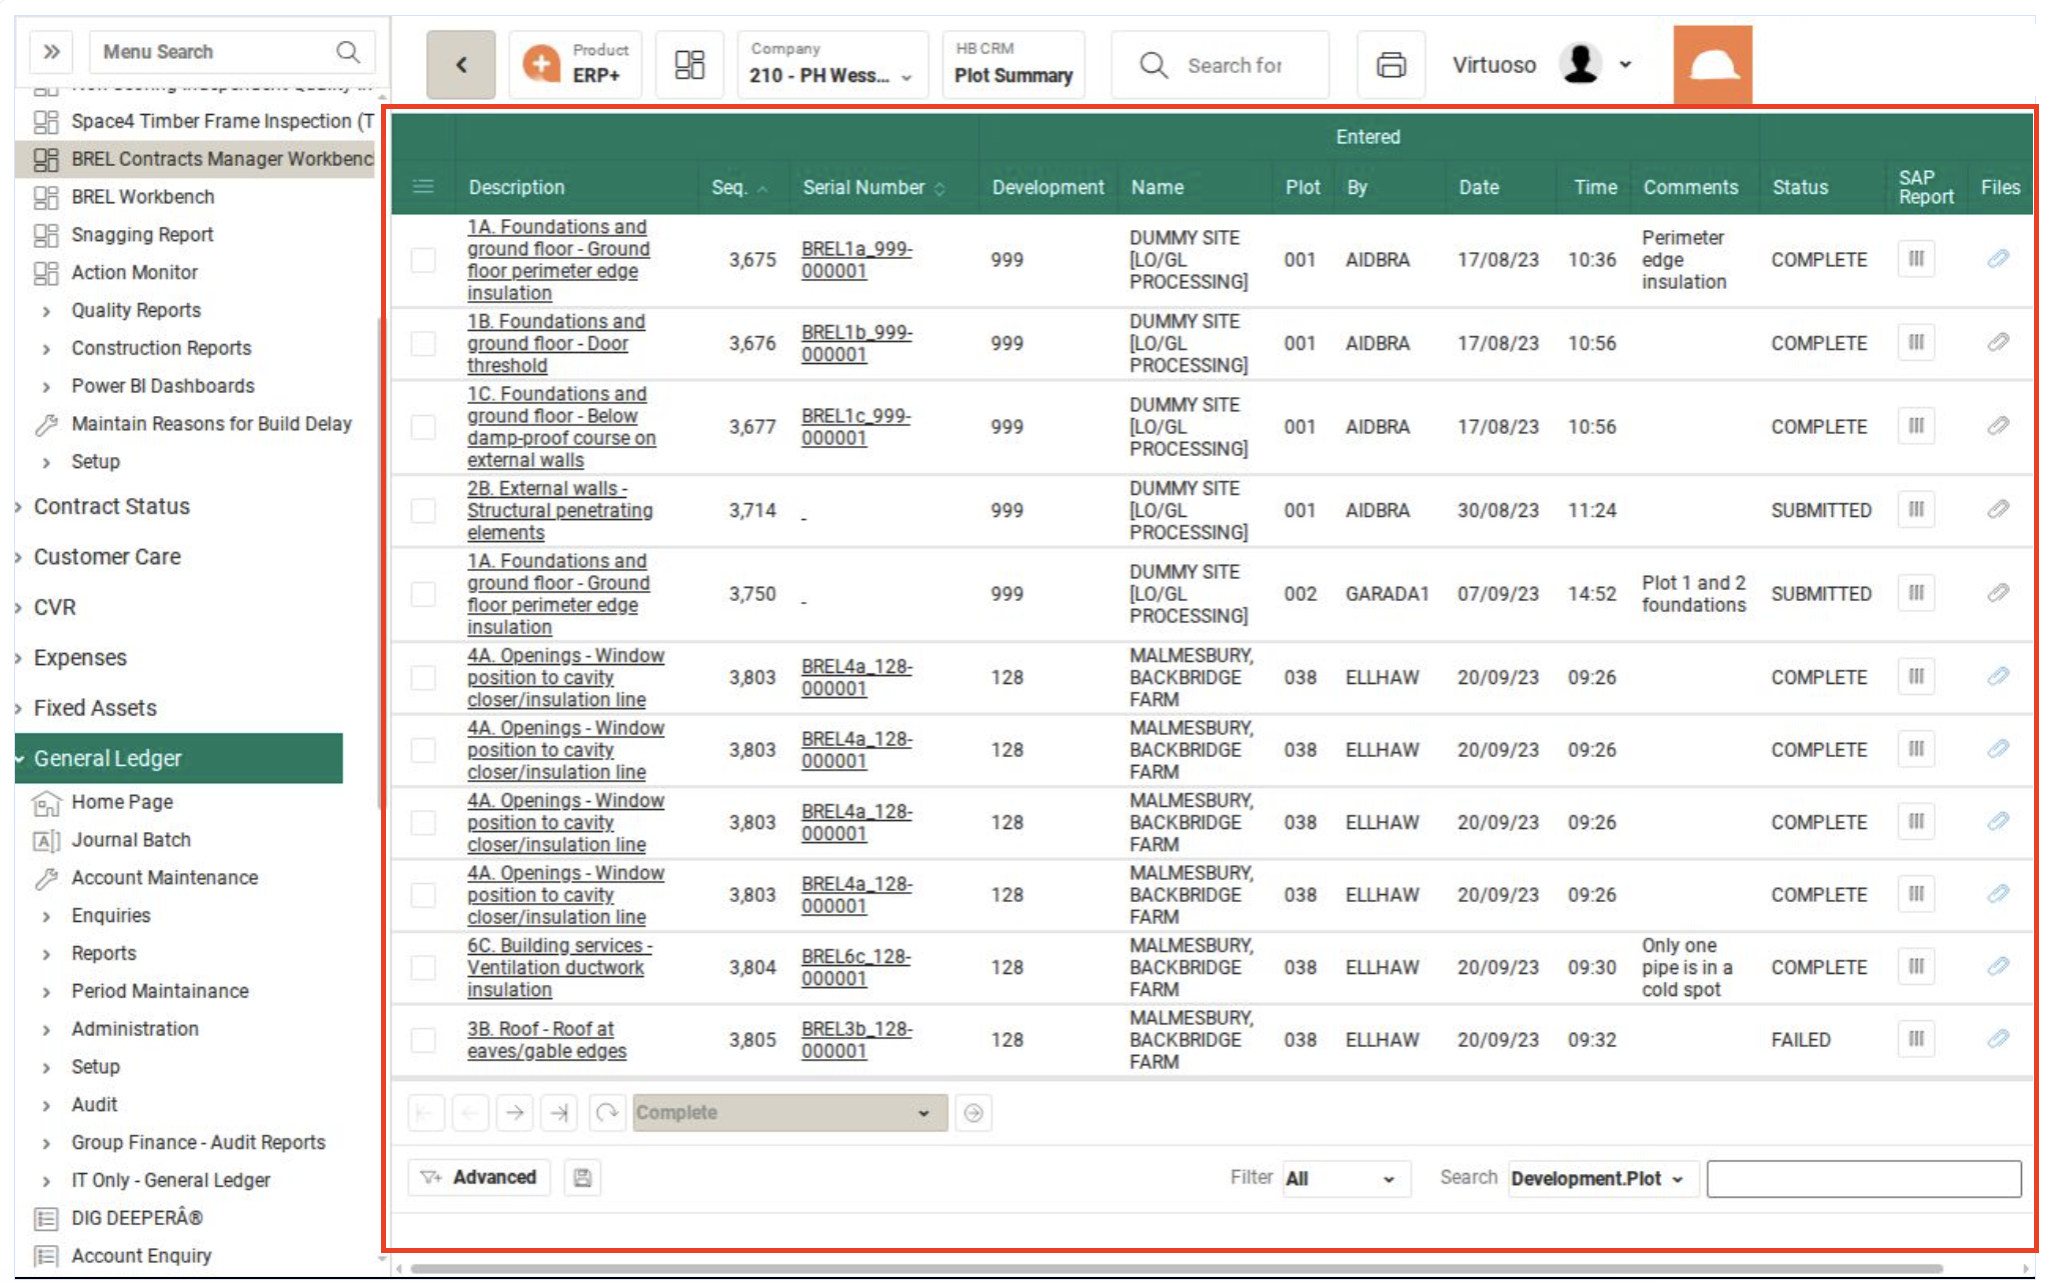 Menu Search
Product
ERP+
Company
210 - PH Wess...
HB CRM
Plot Summary
Search for
Virtuoso
Space4 Timber Frame Inspection (T
BREL Contracts Manager Workbenc
BREL Workbench
Snagging Report
Action Monitor
Quality Reports
Construction Reports
Power BI Dashboards
Maintain Reasons for Build Delay
Setup
Contract Status
Customer Care
CVR
Expenses
Fixed Assets
General Ledger
Home Page
Journal Batch
Account Maintenance
Enquiries
Reports
Period Maintainance
Administration
Setup
Audit
Group Finance - Audit Reports
IT Only - General Ledger
DIG DEEPERÂ®
Account Enquiry
Entered
Description Seq. Serial Number Development Name Plot By Date Time Comments Status SAP Report Files
1A. Foundations and
ground floor - Ground
floor perimeter edge
insulation
3,675
BREL1a_999-
000001
999
DUMMY SITE
[LO/GL
PROCESSING]
001 AIDBRA 17/08/23 10:36
Perimeter
edge
insulation
COMPLETE
1B. Foundations and
ground floor - Door
threshold
3,676
BREL1b_999-
000001
999
DUMMY SITE
[LO/GL
PROCESSING]
001 AIDBRA 17/08/23 10:56 COMPLETE
1C. Foundations and
ground floor - Below
damp-proof course on
external walls
3,677
BREL1c_999-
000001
999
DUMMY SITE
[LO/GL
PROCESSING]
001 AIDBRA 17/08/23 10:56 COMPLETE
2B. External walls -
Structural penetrating
elements
3,714
999
DUMMY SITE
[LO/GL
PROCESSING]
001 AIDBRA 30/08/23 11:24 SUBMITTED
1A. Foundations and
ground floor - Ground
floor perimeter edge
insulation
3,750
999
DUMMY SITE
[LO/GL
PROCESSING]
002 GARADA1 07/09/23 14:52
Plot 1 and 2
foundations
SUBMITTED
4A. Openings - Window
position to cavity
closer/insulation line
3,803
BREL4a_128-
000001
128
MALMESBURY,
BACKBRIDGE
FARM
038 ELLHAW 20/09/23 09:26 COMPLETE
4A. Openings - Window
position to cavity
closer/insulation line
3,803
BREL4a_128-
000001
128
MALMESBURY,
BACKBRIDGE
FARM
038 ELLHAW 20/09/23 09:26 COMPLETE
4A. Openings - Window
position to cavity
closer/insulation line
3,803
BREL4a_128-
000001
128
MALMESBURY,
BACKBRIDGE
FARM
038 ELLHAW 20/09/23 09:26 COMPLETE
4A. Openings - Window
position to cavity
closer/insulation line
3,803
BREL4a_128-
000001
128
MALMESBURY,
BACKBRIDGE
FARM
038 ELLHAW 20/09/23 09:26 COMPLETE
6C. Building services -
Ventilation ductwork
insulation
3,804
BREL6c_128-
000001
128
MALMESBURY,
BACKBRIDGE
FARM
038 ELLHAW 20/09/23 09:30
Only one
pipe is in a
cold spot
COMPLETE
3B. Roof - Roof at
eaves/gable edges
3,805
BREL3b_128-
000001
128
MALMESBURY,
BACKBRIDGE
FARM
038 ELLHAW 20/09/23 09:32 FAILED
Complete
Advanced
Filter All
Search Development.Plot